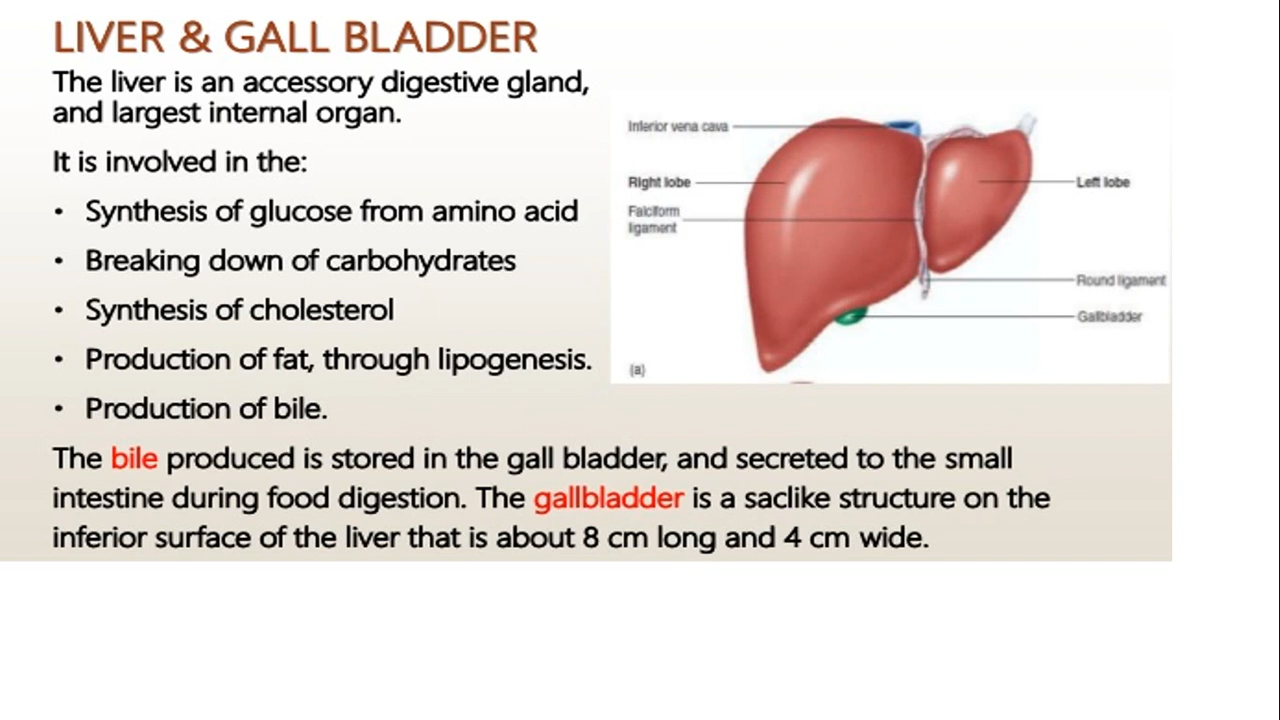 LIVER & GALL BLADDER
The liver is an accessory digestive gland,
and largest internal organ.
It is involved in the:
• Synthesis of glucose from amino acid
• Breaking down of carbohydrates
• Synthesis of cholesterol
• Production of fat, through lipogenesis.
• Production of bile.
The bile produced is stored in the gall bladder, and secreted to the small
intestine during food digestion. The gallbladder is a saclike structure on the
inferior surface of the liver that is about 8 cm long and 4 cm wide.
Inferior vena cava
Right lobe
Falciform
ligament
Left lobe
Round ligament
Gallbladder
(a)